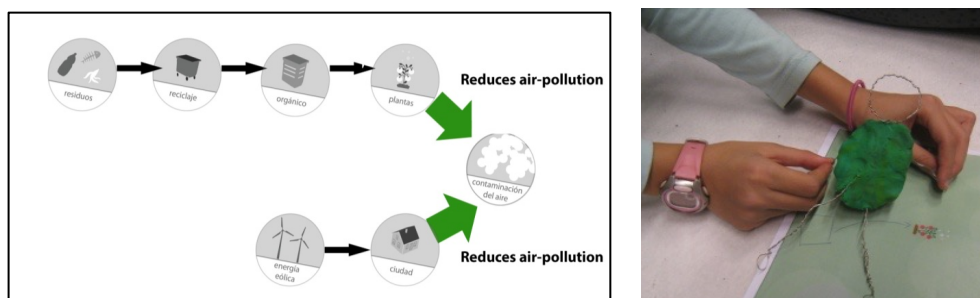 residuos
reciclaje
orgánico
plantas
Reduces air-pollution
contaminación
del aire
energía
eólica
ciudad
Reduces air-pollution